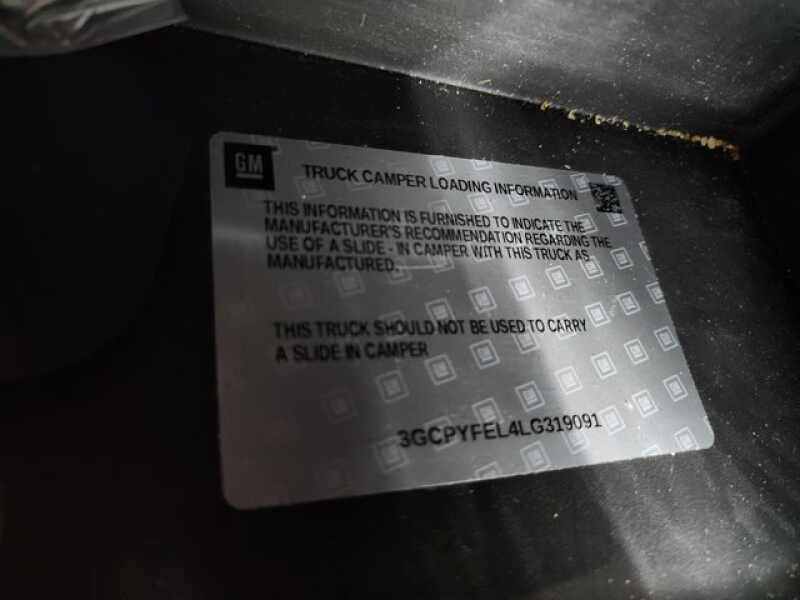 GM
TRUCK CAMPER LOADING INFORMATION
THIS INFORMATION IS FURNISHED TO INDICATE THE
MANUFACTURER'S RECOMMENDATION REGARDING THE
USE OF A SLIDE - IN CAMPER WITH THIS TRUCK AS
MANUFACTURED.
THIS TRUCK SHOULD NOT BE USED TO CARRY
A SLIDE IN CAMPER
3GCPYFEL4LG319091